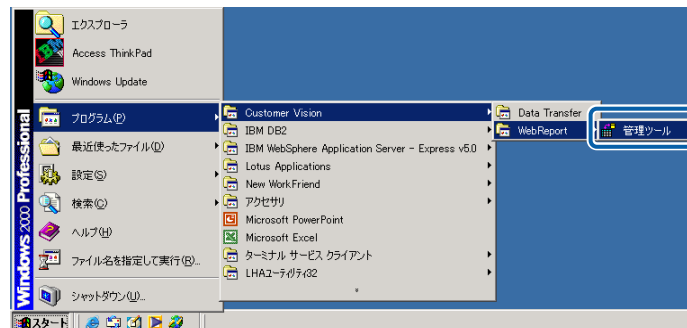 エクスプローラ
Access ThinkPad
Windows Update
プログラム(P)
最近使ったファイル(D)
設定(S)
検索(C)
ヘルプ(H)
ファイル名を指定して実行(R)...
シャットダウン(U)...
Windows 2000 Professional
Customer Vision
IBM DB2
IBM WebSphere Application Server - Express v5.0
Lotus Applications
New WorkFriend
アクセサリ
Microsoft PowerPoint
Microsoft Excel
ターミナル サービス クライアント
LHAユーティリティ32
Data Transfer
WebReport
管理ツール
スタート